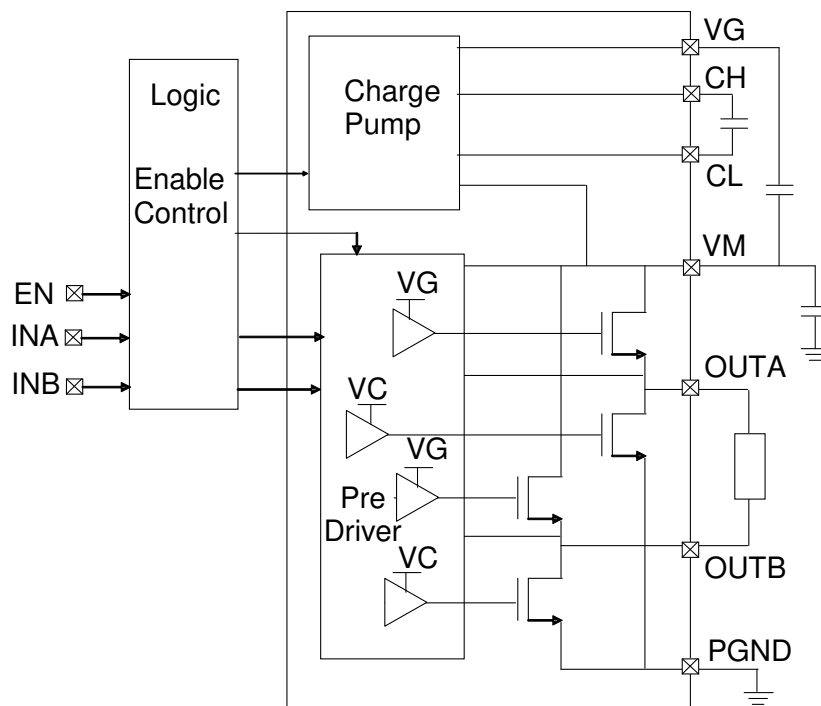 VG
CH
CL
VM
OUTA
OUTB
PGND
Logic
Enable
Control
Charge
Pump
EN
INA
INB
VG
VC
VG
Pre
Driver
VC